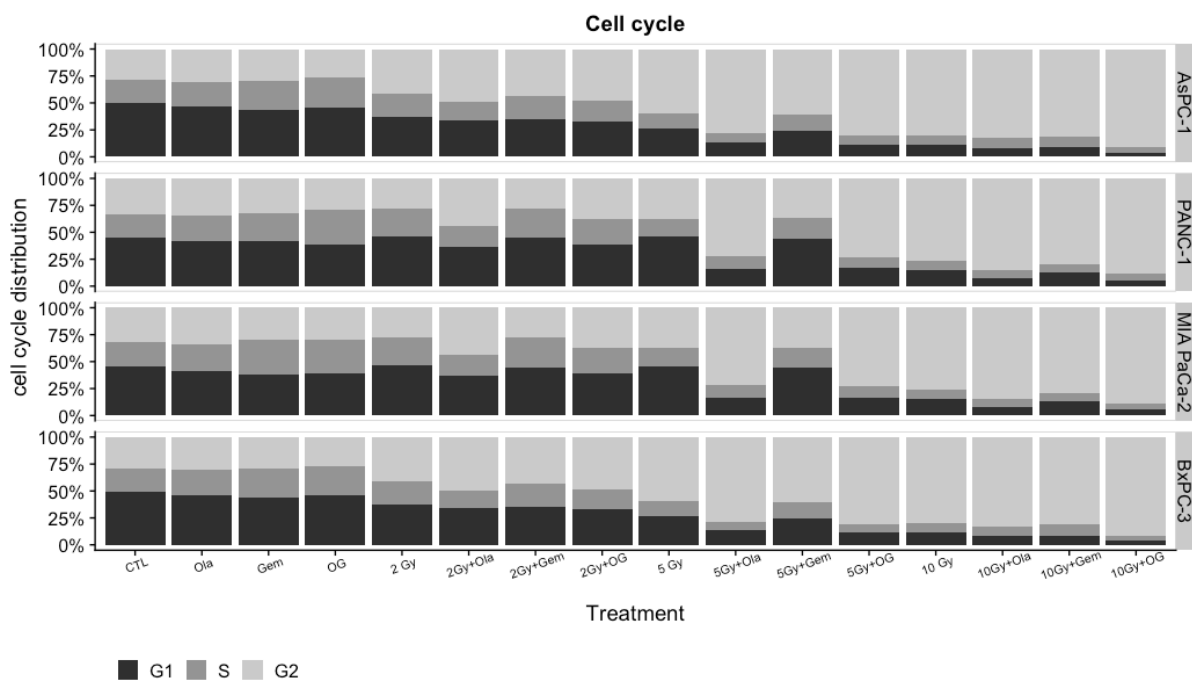 Cell cycle
100%
75%
50%
25%
0%
AsPC-1
100%
75%
50%
25%
0%
PANC-1
100%
75%
50%
25%
0%
MIA PaCa-2
100%
75%
50%
25%
0%
BxPC-3
cell cycle distribution
CTL Ola Gem OG 2 Gy 2Gy+Ola 2Gy+Gem 2Gy+OG 5 Gy 5Gy+Ola 5Gy+Gem 5Gy+OG 10 Gy 10Gy+Ola 10Gy+Gem 10Gy+OG
Treatment
G1 S G2